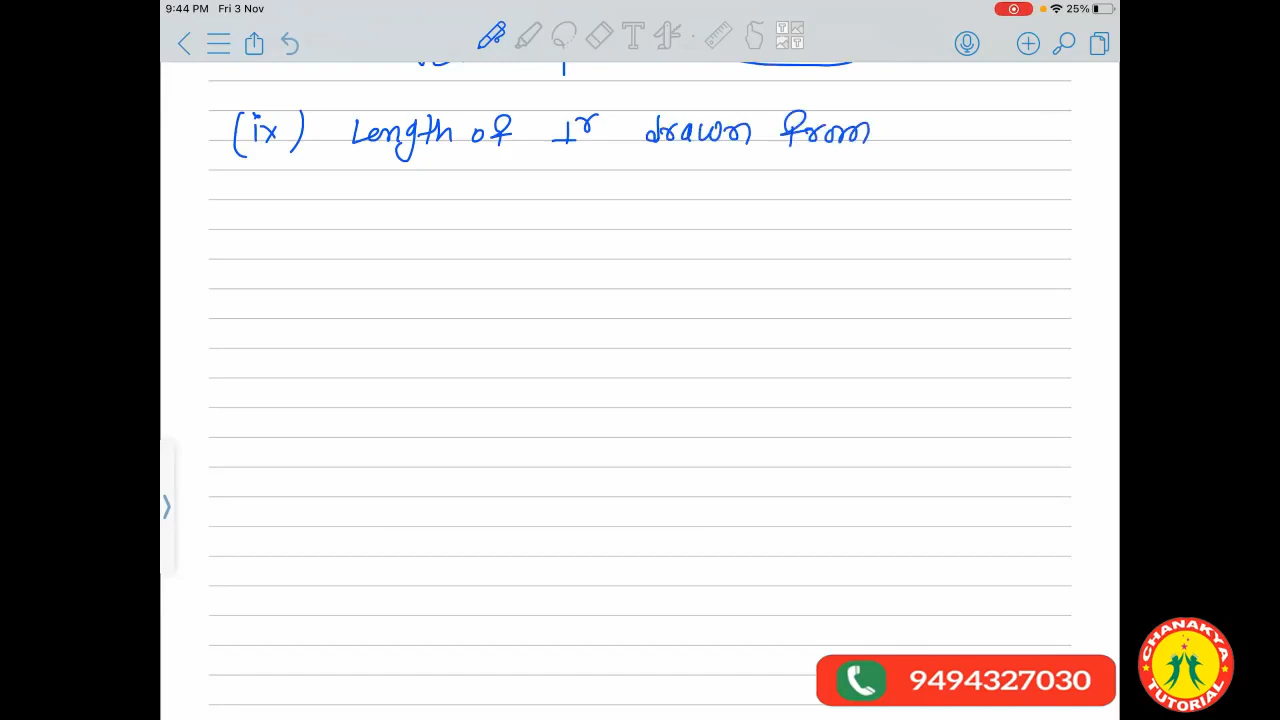 9:44 PM Fri 3 Nov
25%
(ix) Length of ⊥r drawn from
9494327030
CHANAKYA
TUTORIAL